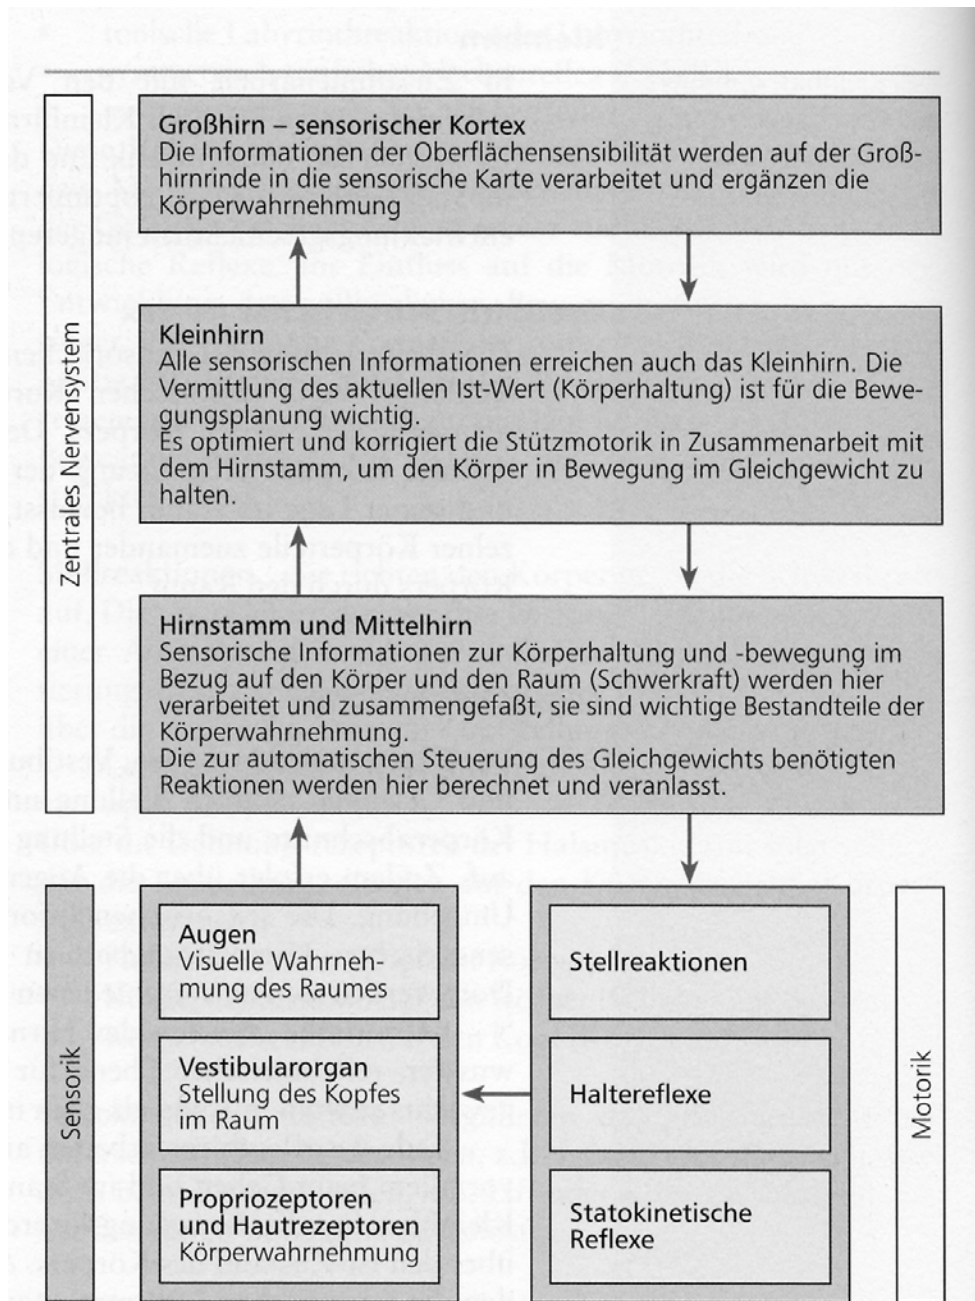 Großhirn – sensorischer Kortex
Die Informationen der Oberflächensensibilität werden auf der Groß-
hirnrinde in die sensorische Karte verarbeitet und ergänzen die
Körperwahrnehmung
Zentrales Nervensystem
Kleinhirn
Alle sensorischen Informationen erreichen auch das Kleinhirn. Die
Vermittlung des aktuellen Ist-Wert (Körperhaltung) ist für die Bewe-
gungsplanung wichtig.
Es optimiert und korrigiert die Stützmotorik in Zusammenarbeit mit
dem Hirnstamm, um den Körper in Bewegung im Gleichgewicht zu
halten.
Hirnstamm und Mittelhirn
Sensorische Informationen zur Körperhaltung und -bewegung im
Bezug auf den Körper und den Raum (Schwerkraft) werden hier
verarbeitet und zusammengefaßt, sie sind wichtige Bestandteile der
Körperwahrnehmung.
Die zur automatischen Steuerung des Gleichgewichts benötigten
Reaktionen werden hier berechnet und veranlasst.
Sensorik
Augen
Visuelle Wahrneh-
mung des Raumes
Vestibularorgan
Stellung des Kopfes
im Raum
Propriozeptoren
und Hautrezeptoren
Körperwahrnehmung
Stellreaktionen
Haltereflexe
Statokinetische
Reflexe
Motorik